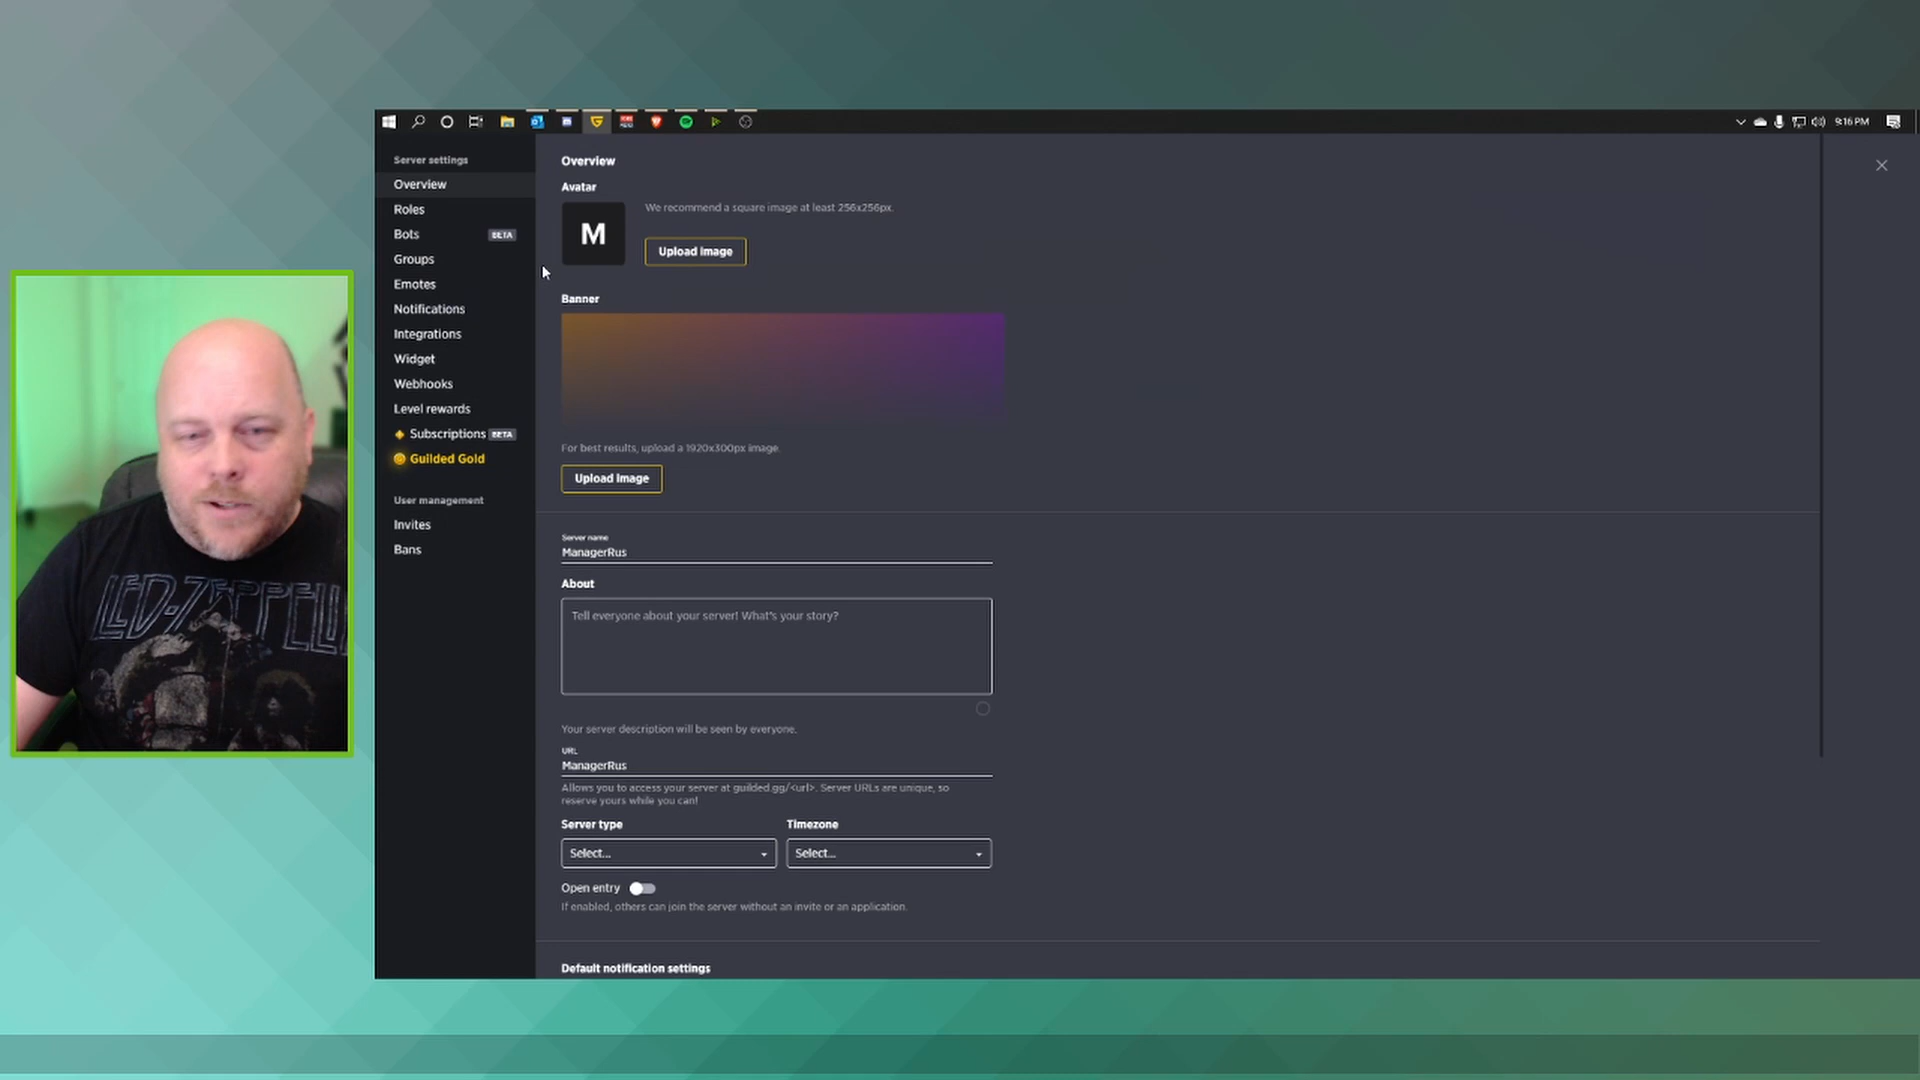 9:16 PM
Server settings
Overview
Roles
Bots BETA
Groups
Emotes
Notifications
Integrations
Widget
Webhooks
Level rewards
Subscriptions BETA
Guilded Gold
User management
Invites
Bans
Overview
Avatar
M
We recommend a square image at least 256x256px.
Upload image
Banner
For best results, upload a 1920x300px image.
Upload Image
Server name
ManagerRus
About
Tell everyone about your server! What's your story?
Your server description will be seen by everyone.
URL
ManagerRus
Allows you to access your server at guilded.gg/<url>. Server URLs are unique, so
reserve yours while you can!
Server type
Timezone
Select...
Select...
Open entry
If enabled, others can join the server without an invite or an application.
Default notification settings
LED-ZEPPELI